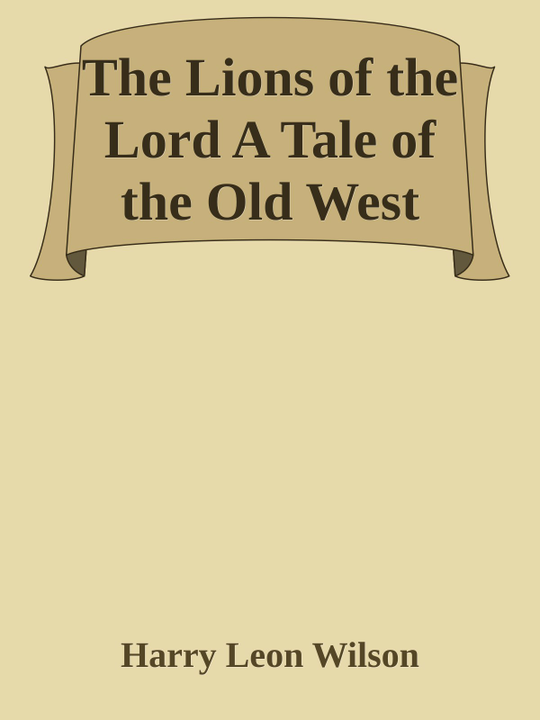 The Lions of the
Lord A Tale of
the Old West
Harry Leon Wilson